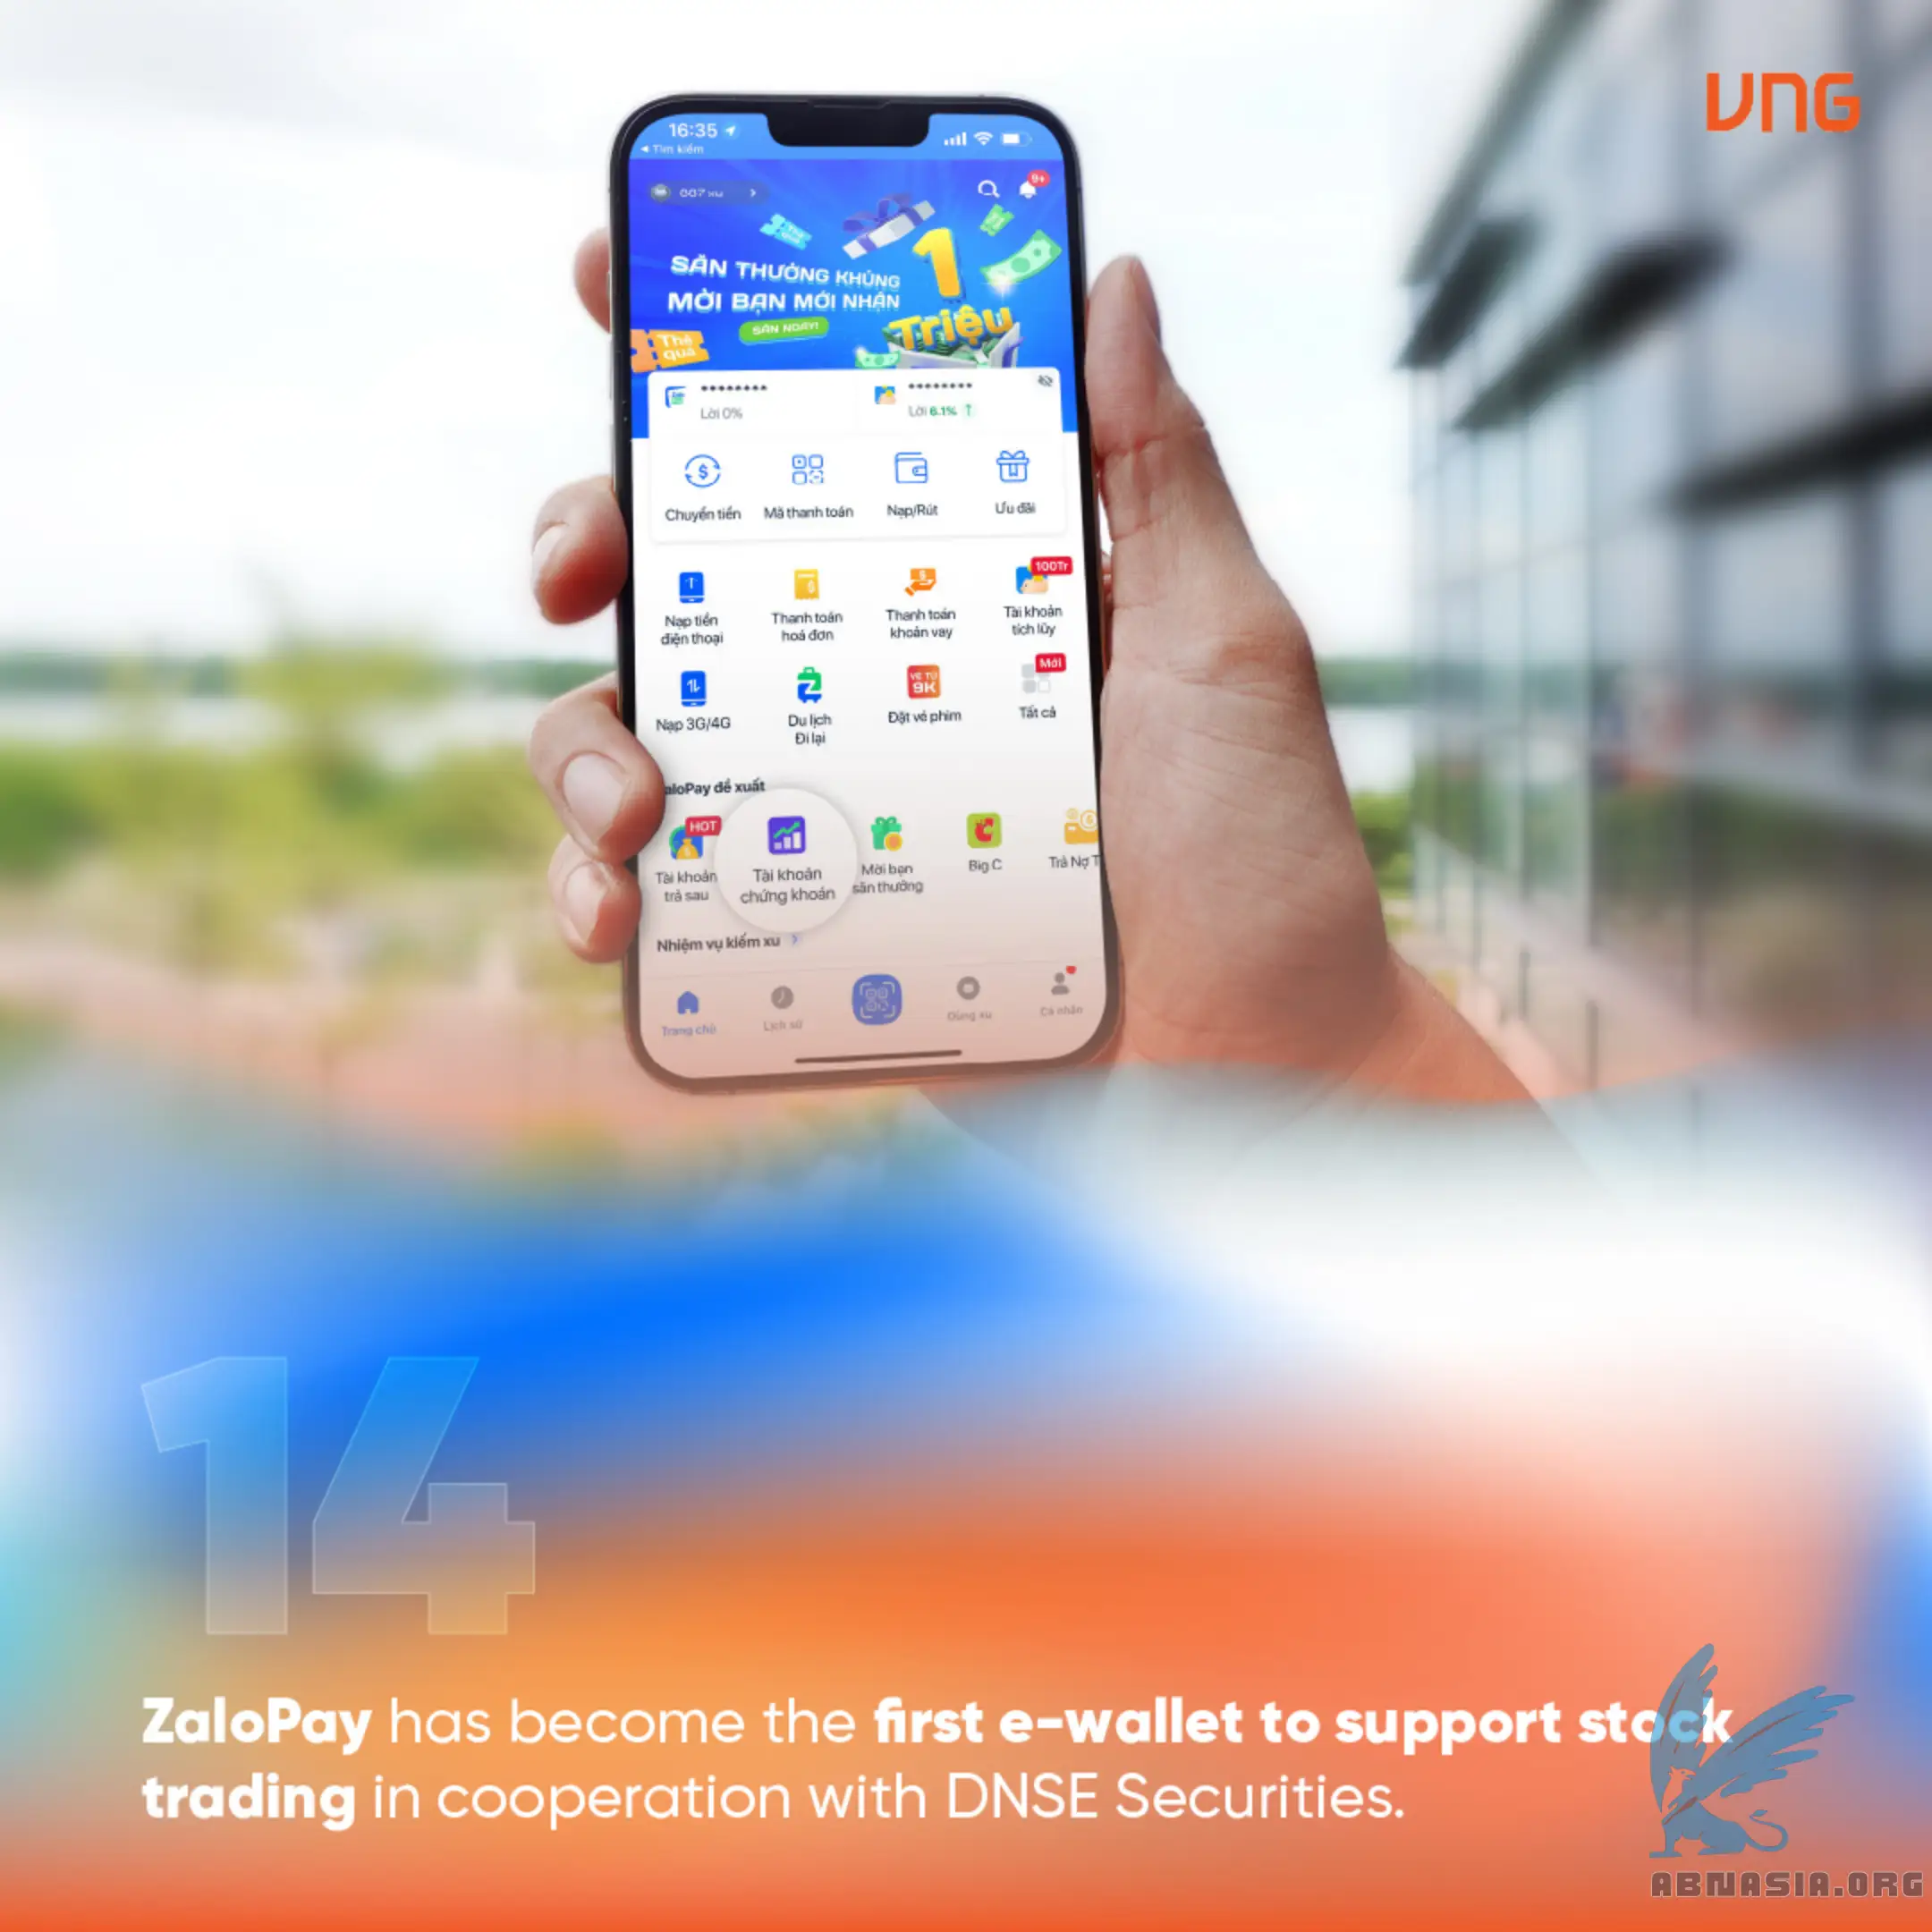 VNG
16:35
Tìm kiếm
667 xu
9+
Thẻ quà
SĂN THƯỞNG KHỦNG
MỜI BẠN MỚI NHẬN
SĂN NGAY!
1
Triệu
Thẻ
quà
********
********
Lời 0%
Lời 6.1% ↑
Chuyển tiền
Mã thanh toán
Nạp/Rút
Ưu đãi
Nạp tiền
điện thoại
Thanh toán
hoá đơn
Thanh toán
khoản vay
100Tr
Tài khoản
tích lũy
Nạp 3G/4G
Du lịch
Đi lại
VÉ TỪ
9K
Đặt vé phim
Mới
Tất cả
aloPay đề xuất
HOT
Tài khoản
trả sau
Tài khoản
chứng khoán
Mời bạn
săn thưởng
Big C
Trả Nợ T
Nhiệm vụ kiếm xu
Trang chủ
Lịch sử
Dùng xu
Cá nhân
14
ZaloPay has become the first e-wallet to support stock
trading in cooperation with DNSE Securities.
ABNASIA.ORG